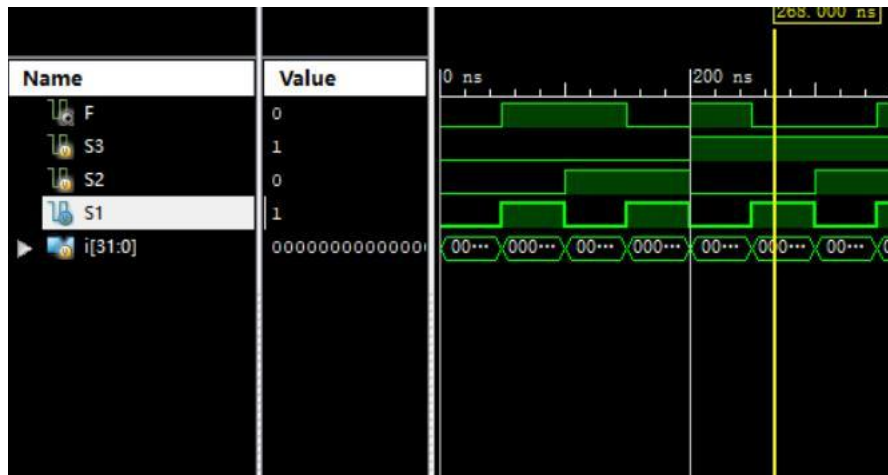 268.000 ns
Name Value 0 ns 200 ns
F 0
S3 1
S2 0
S1 1
i[31:0] 00000000000000 00··· 000··· 00··· 000··· 00··· 000··· 00···